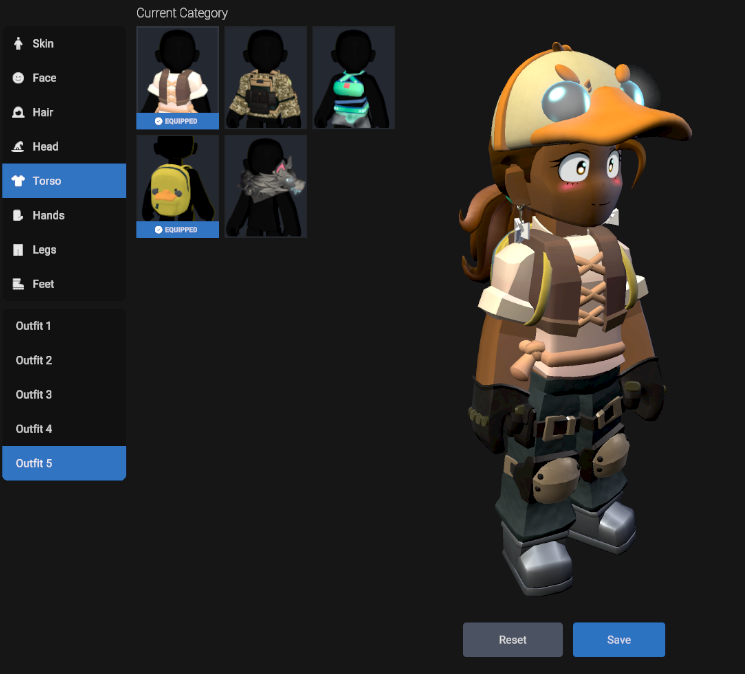 Current Category
Skin
Face
Hair
Head
Torso
Hands
Legs
Feet
EQUIPPED
EQUIPPED
Outfit 1
Outfit 2
Outfit 3
Outfit 4
Outfit 5
Reset
Save